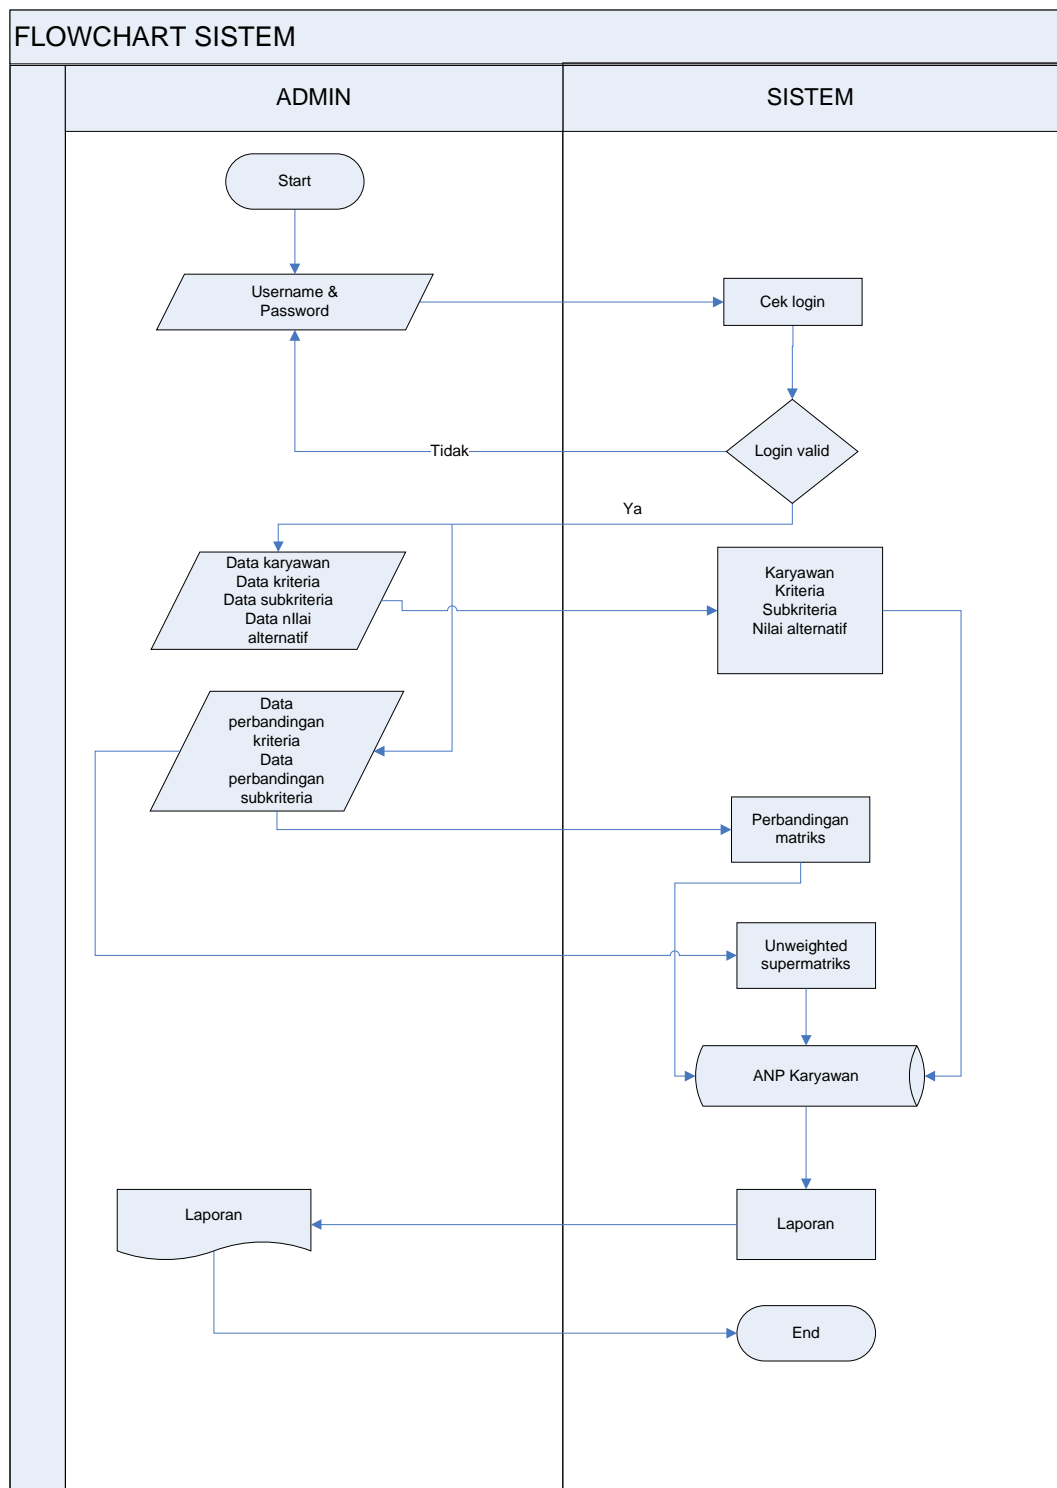 FLOWCHART SISTEM
ADMIN
SISTEM
Start
Username &
Password
Cek login
Login valid
Tidak
Ya
Data karyawan
Data kriteria
Data subkriteria
Data nIlai
alternatif
Karyawan
Kriteria
Subkriteria
Nilai alternatif
Data
perbandingan
kriteria
Data
perbandingan
subkriteria
Perbandingan
matriks
Unweighted
supermatriks
ANP Karyawan
Laporan
Laporan
End